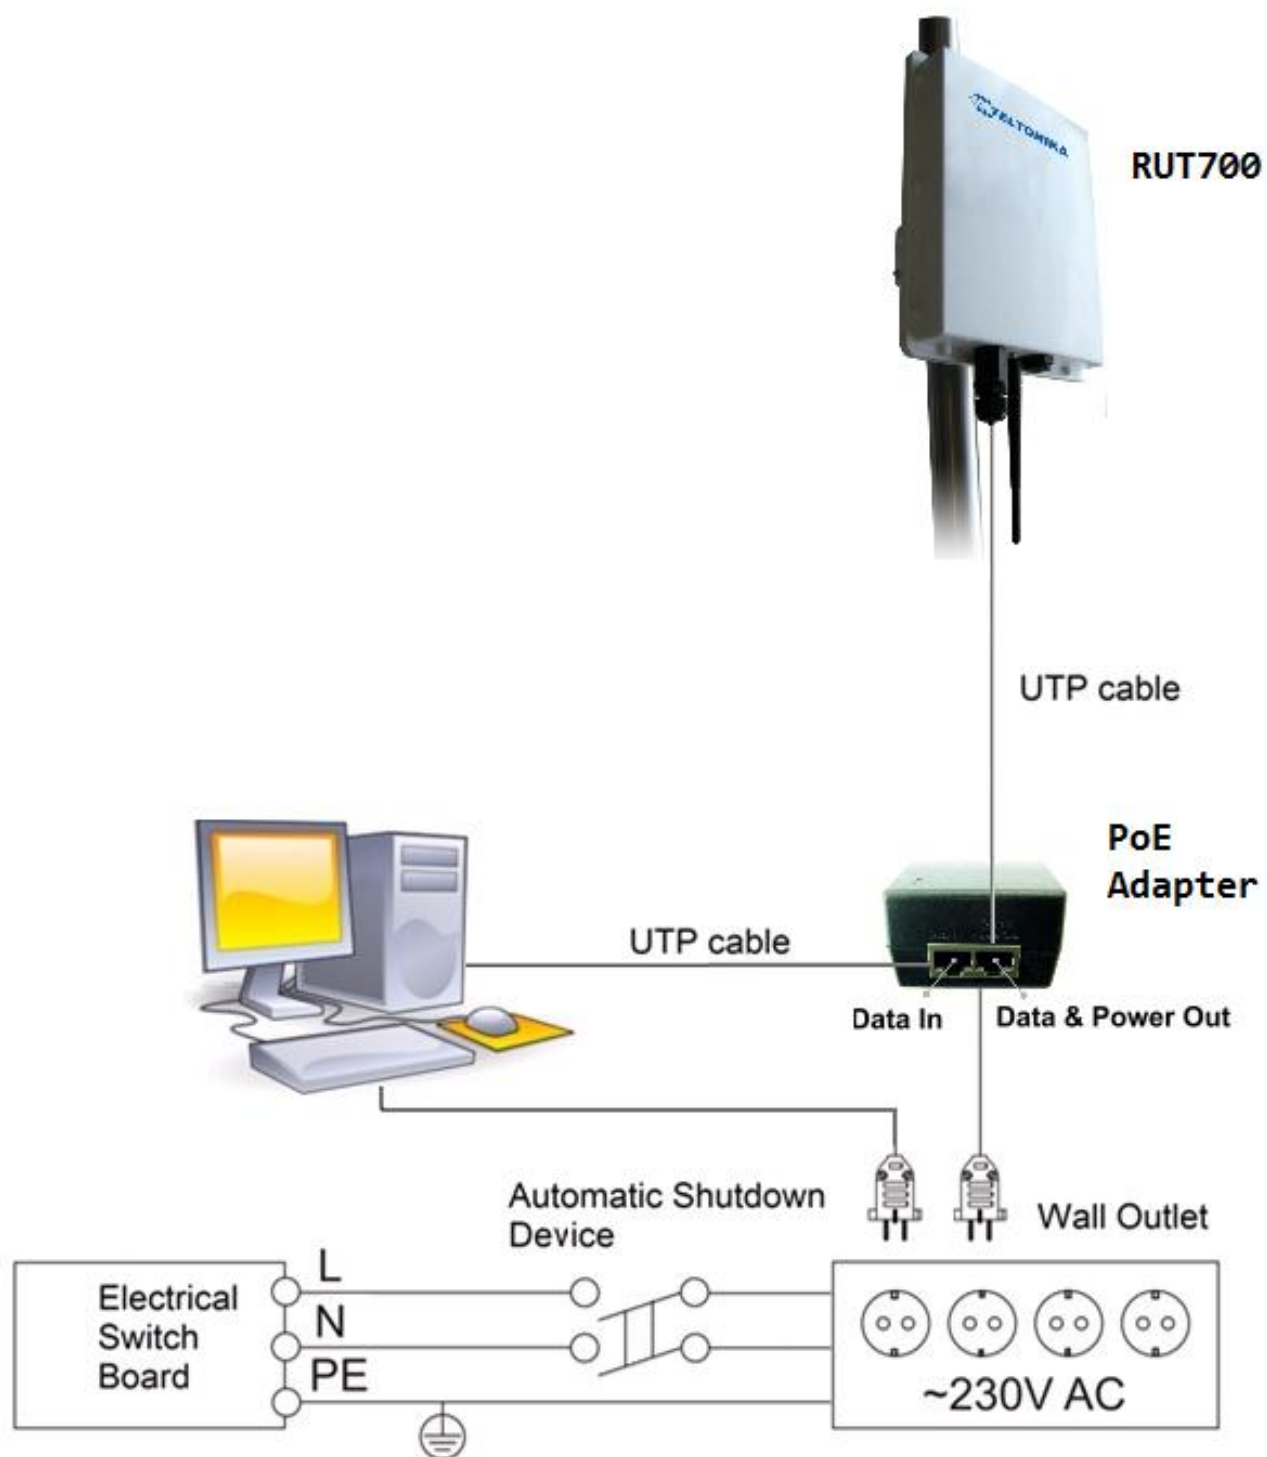 TELTONIKA
RUT700
UTP cable
PoE
Adapter
UTP cable
Data In
Data & Power Out
Automatic Shutdown
Device
Wall Outlet
Electrical
Switch
Board
L
N
PE
~230V AC